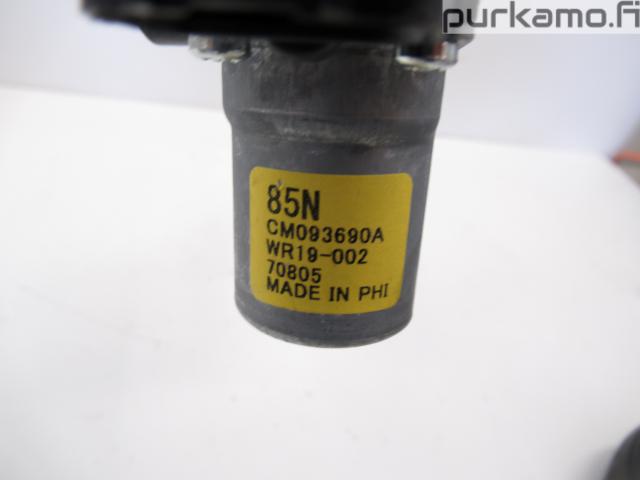 purkamo.fi
85N
CM093690A
WR19-002
70805
MADE IN PHI